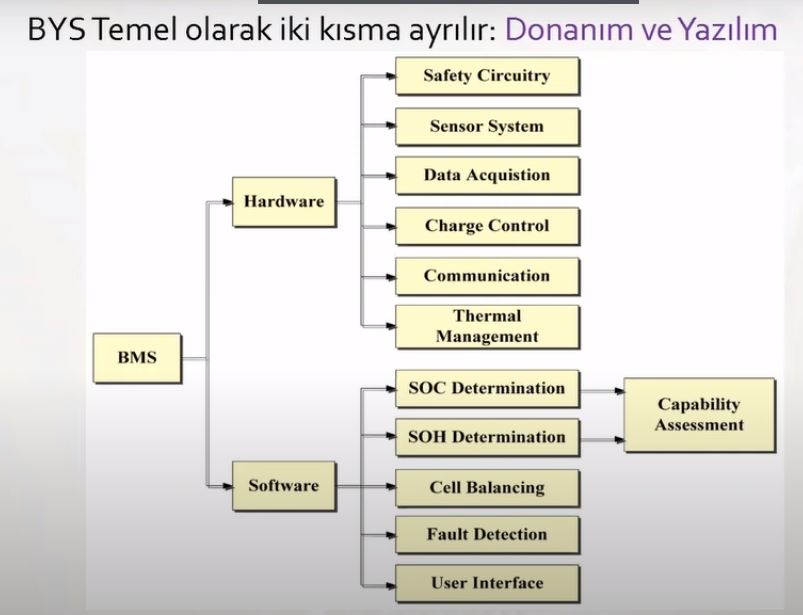 BYS Temel olarak iki kısma ayrılır: Donanım ve Yazılım
Safety Circuitry
Sensor System
Data Acquistion
Hardware
Charge Control
Communication
Thermal
Management
BMS
SOC Determination
Capability
Assessment
SOH Determination
Software
Cell Balancing
Fault Detection
User Interface